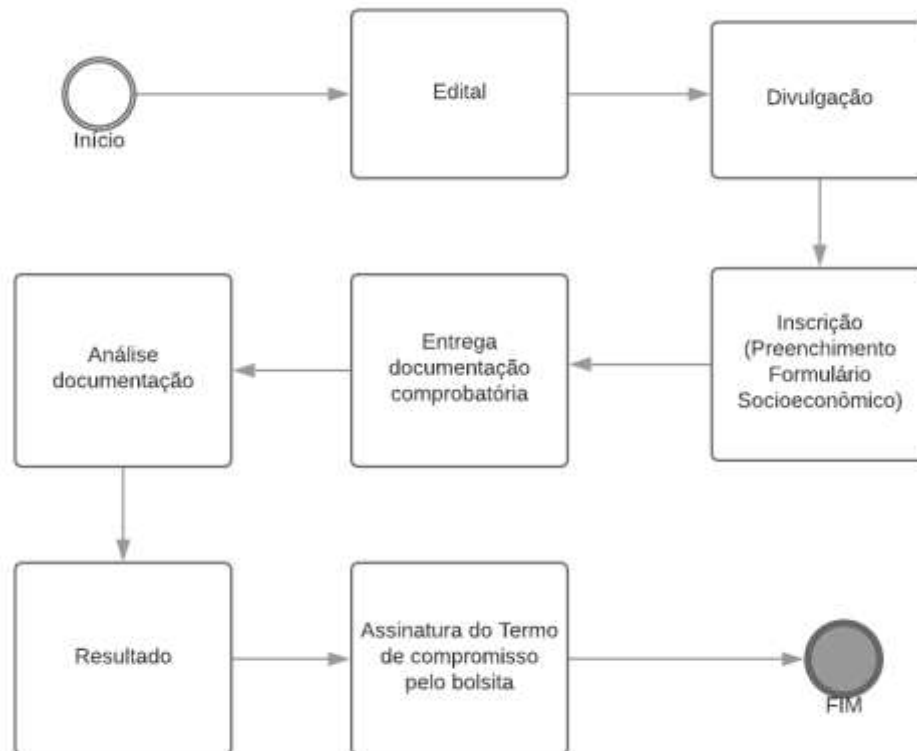 Início
Edital
Divulgação
Inscrição
(Preenchimento
Formulário
Socioeconômico)
Entrega
documentação
comprobatória
Análise
documentação
Resultado
Assinatura do Termo
de compromisso
pelo bolsita
FIM